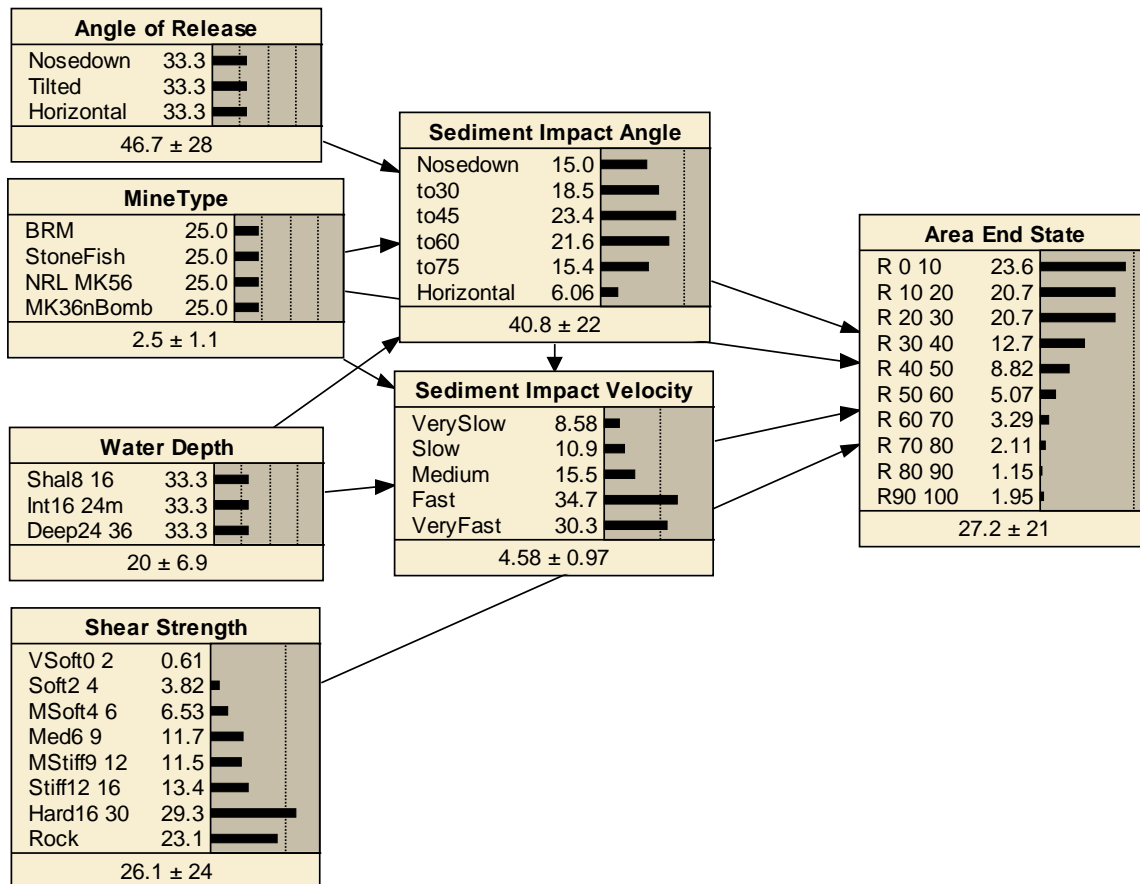 Angle of Release
Nosedown 33.3
Tilted 33.3
Horizontal 33.3
46.7 ± 28
MineType
BRM 25.0
StoneFish 25.0
NRL MK56 25.0
MK36nBomb 25.0
2.5 ± 1.1
Water Depth
Shal8 16 33.3
Int16 24m 33.3
Deep24 36 33.3
20 ± 6.9
Shear Strength
VSoft0 2 0.61
Soft2 4 3.82
MSoft4 6 6.53
Med6 9 11.7
MStiff9 12 11.5
Stiff12 16 13.4
Hard16 30 29.3
Rock 23.1
26.1 ± 24
Sediment Impact Angle
Nosedown 15.0
to30 18.5
to45 23.4
to60 21.6
to75 15.4
Horizontal 6.06
40.8 ± 22
Sediment Impact Velocity
VerySlow 8.58
Slow 10.9
Medium 15.5
Fast 34.7
VeryFast 30.3
4.58 ± 0.97
Area End State
R 0 10 23.6
R 10 20 20.7
R 20 30 20.7
R 30 40 12.7
R 40 50 8.82
R 50 60 5.07
R 60 70 3.29
R 70 80 2.11
R 80 90 1.15
R90 100 1.95
27.2 ± 21